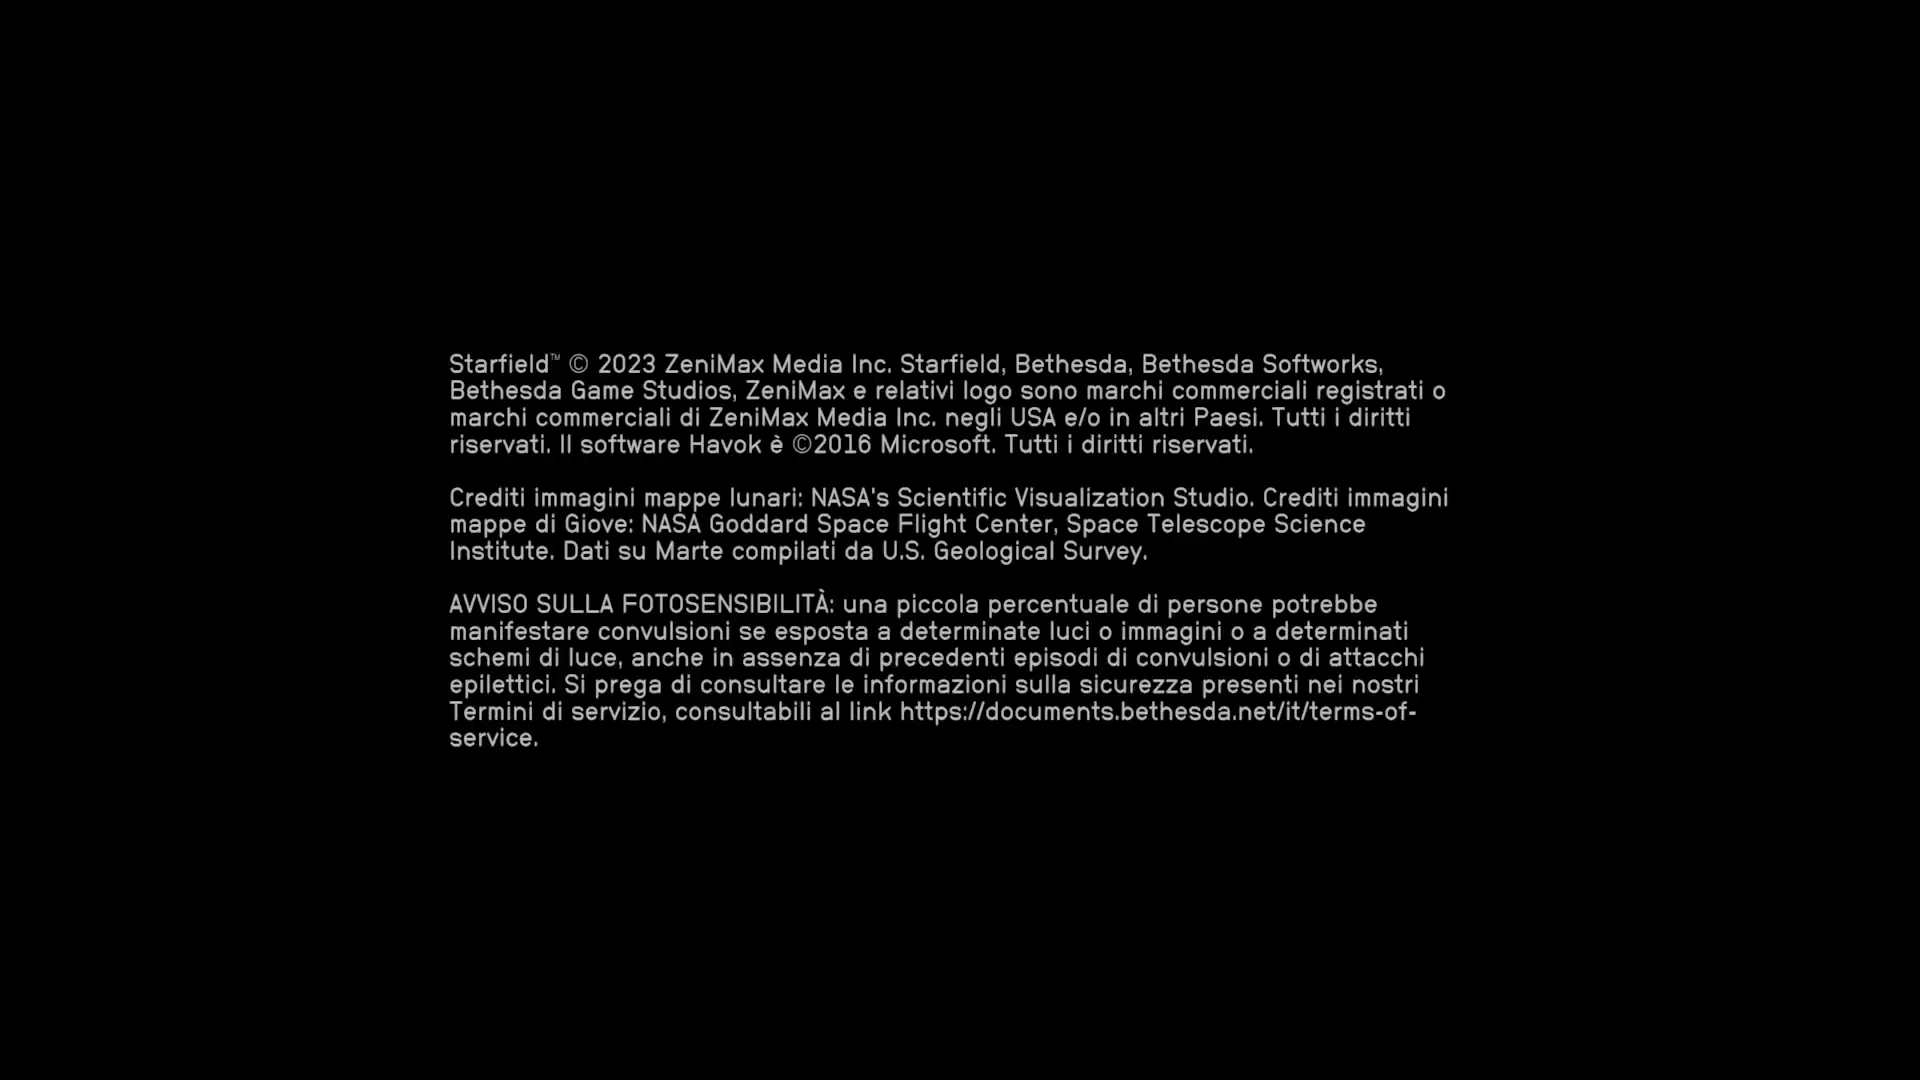 Starfield™ © 2023 ZeniMax Media Inc. Starfield, Bethesda, Bethesda Softworks,
Bethesda Game Studios, ZeniMax e relativi logo sono marchi commerciali registrati o
marchi commerciali di ZeniMax Media Inc. negli USA e/o in altri Paesi. Tutti i diritti
riservati. Il software Havok è ©2016 Microsoft. Tutti i diritti riservati.
Crediti immagini mappe lunari: NASA's Scientific Visualization Studio. Crediti immagini
mappe di Giove: NASA Goddard Space Flight Center, Space Telescope Science
Institute. Dati su Marte compilati da U.S. Geological Survey.
AVVISO SULLA FOTOSENSIBILITÀ: una piccola percentuale di persone potrebbe
manifestare convulsioni se esposta a determinate luci o immagini o a determinati
schemi di luce, anche in assenza di precedenti episodi di convulsioni o di attacchi
epilettici. Si prega di consultare le informazioni sulla sicurezza presenti nei nostri
Termini di servizio, consultabili al link https://documents.bethesda.net/it/terms-of-
service.